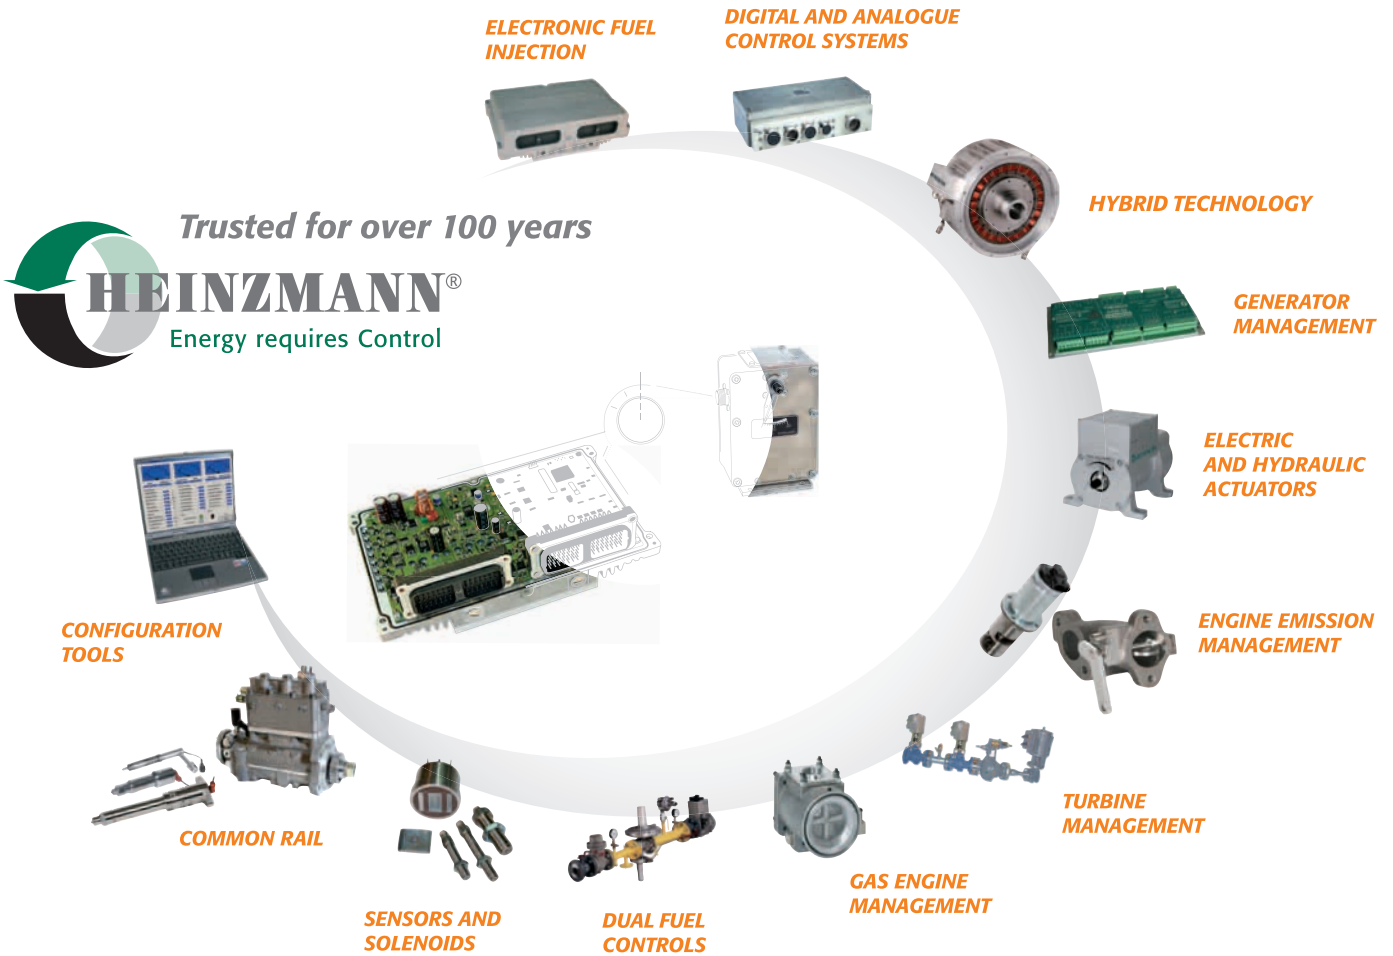 ELECTRONIC FUEL
INJECTION
DIGITAL AND ANALOGUE
CONTROL SYSTEMS
HYBRID TECHNOLOGY
Trusted for over 100 years
HEINZMANN®
Energy requires Control
GENERATOR
MANAGEMENT
ELECTRIC
AND HYDRAULIC
ACTUATORS
ENGINE EMISSION
MANAGEMENT
CONFIGURATION
TOOLS
TURBINE
MANAGEMENT
COMMON RAIL
GAS ENGINE
MANAGEMENT
SENSORS AND
SOLENOIDS
DUAL FUEL
CONTROLS